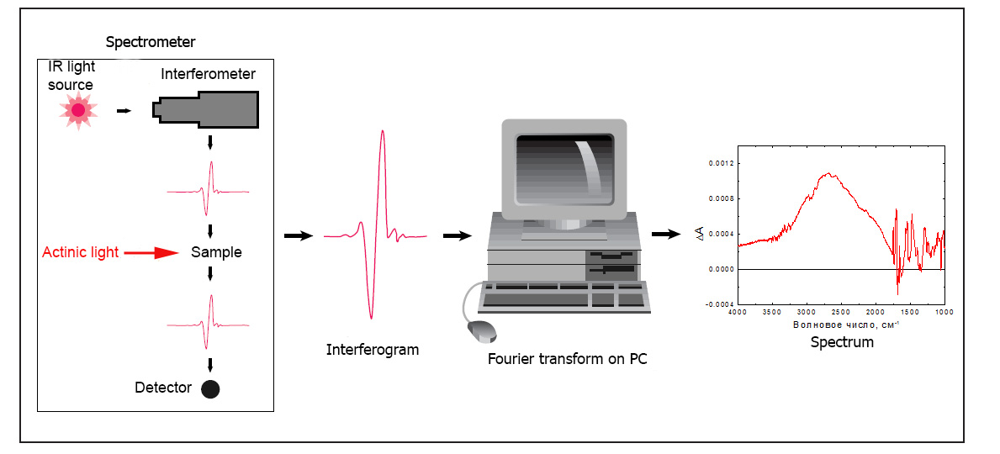 Spectrometer
IR light
source
Interferometer
Actinic light
Sample
Detector
Interferogram
Fourier transform on PC
ΔA
0.0012
0.0008
0.0004
0.0000
-0.0004
4000 3500 3000 2500 2000 1500 1000
Волновое число, см⁻¹
Spectrum